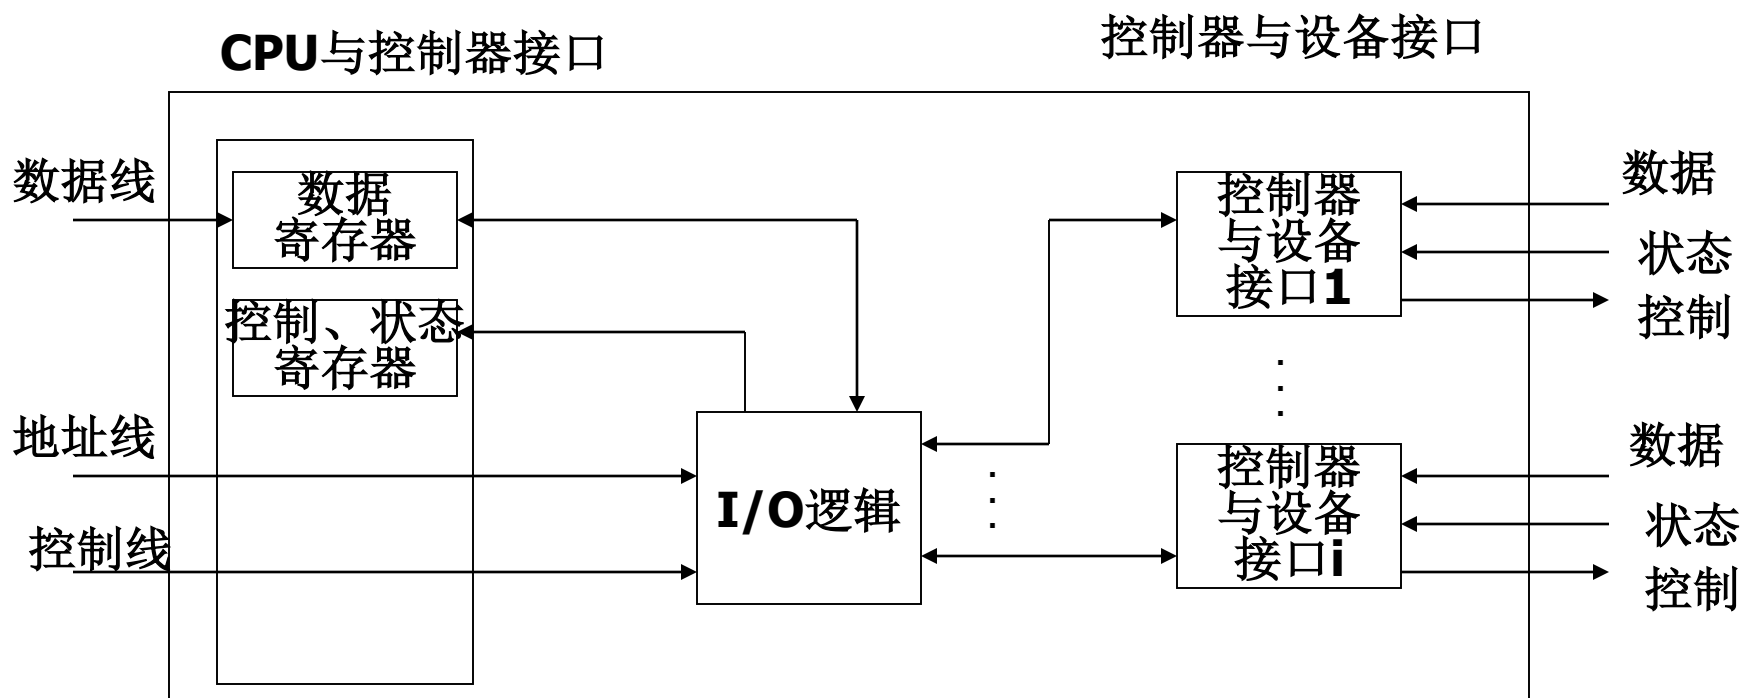 CPU与控制器接口
控制器与设备接口
数据线
数据
寄存器
控制、状态
寄存器
地址线
控制线
I/O逻辑
控制器
与设备
接口1
数据
状态
控制
控制器
与设备
接口i
数据
状态
控制